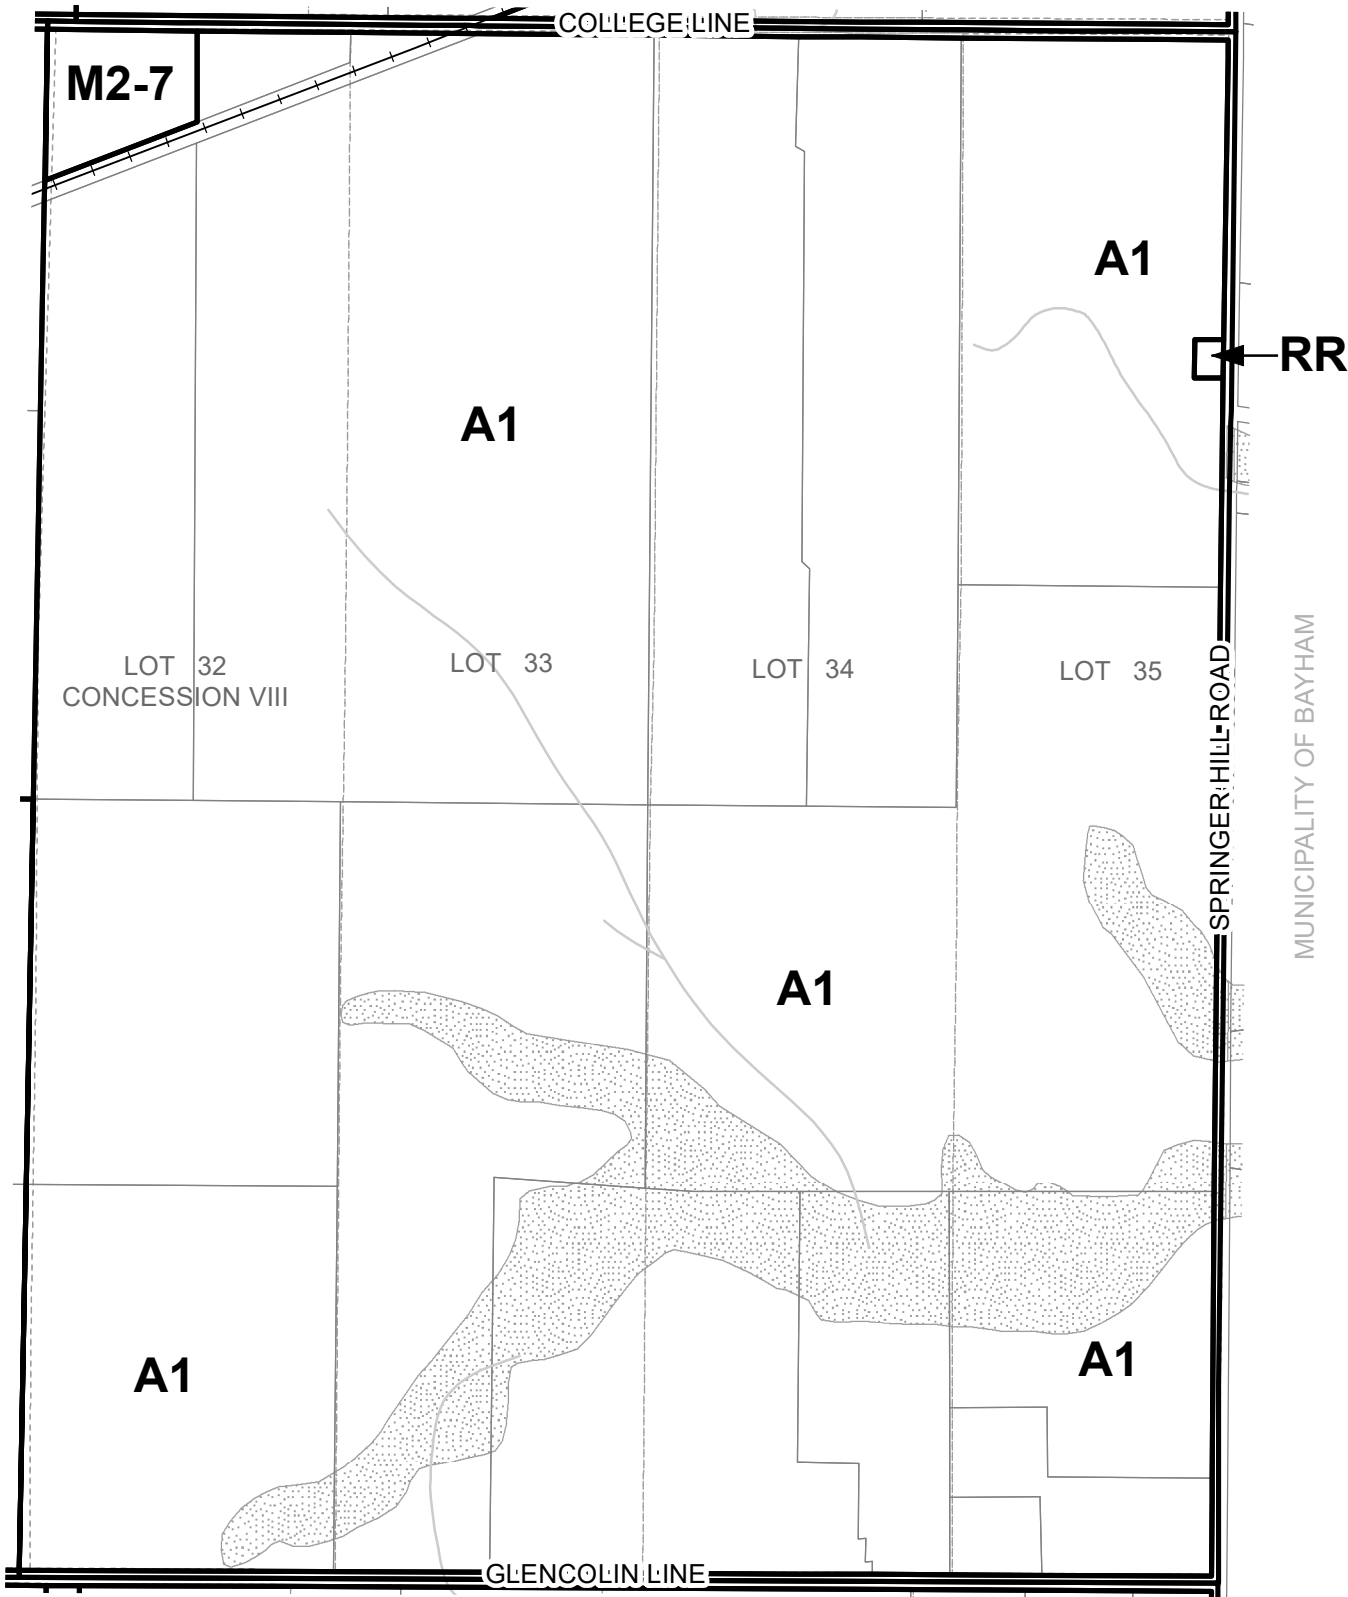 COLLEGE LINE
M2-7
A1
RR
A1
LOT 32
CONCESSION VIII
LOT 33
LOT 34
LOT 35
SPRINGER HILL ROAD
MUNICIPALITY OF BAYHAM
A1
A1
A1
GLENCOLIN LINE